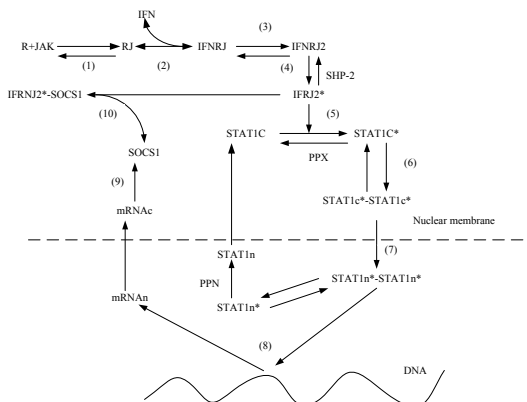 IFN
R+JAK
RJ
IFNRJ
(3)
IFNRJ2
(1)
(2)
(4)
SHP-2
IFRNJ2*-SOCS1
IFRJ2*
(10)
(5)
STAT1C
STAT1C*
SOCS1
PPX
(6)
(9)
STAT1c*-STAT1c*
mRNAc
Nuclear membrane
STAT1n
(7)
PPN
STAT1n*-STAT1n*
mRNAn
STAT1n*
(8)
DNA